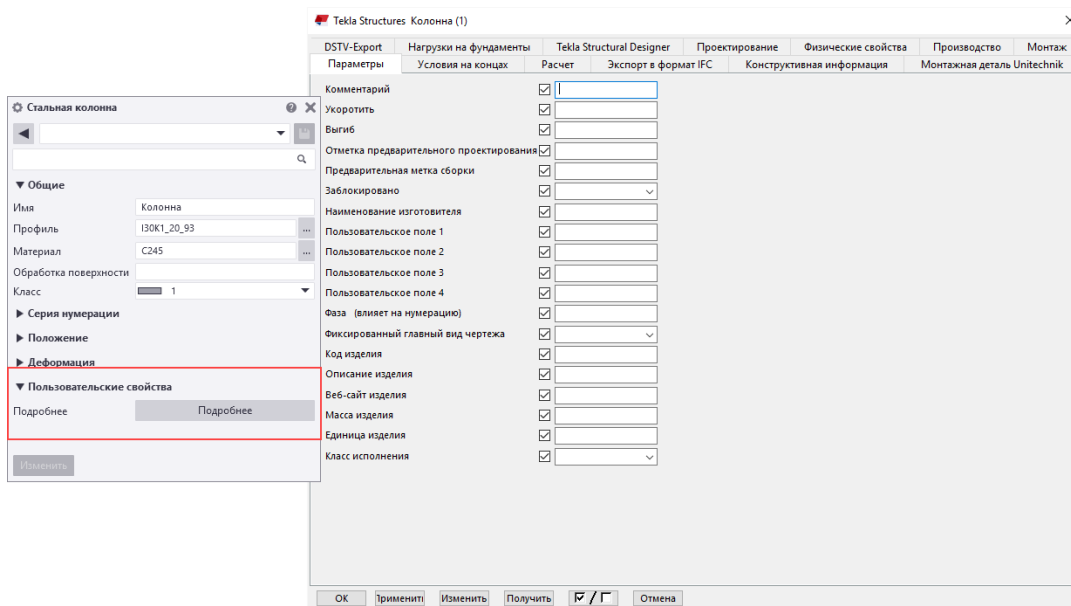 Tekla Structures Колонна (1)
DSTV-Export Нагрузки на фундаменты Tekla Structural Designer Проектирование Физические свойства Производство Монтаж
Параметры Условия на концах Расчет Экспорт в формат IFC Конструктивная информация Монтажная деталь Unitechnik
Комментарий
Укоротить
Выгиб
Отметка предварительного проектирования
Предварительная метка сборки
Заблокировано
Наименование изготовителя
Пользовательское поле 1
Пользовательское поле 2
Пользовательское поле 3
Пользовательское поле 4
Фаза (влияет на нумерацию)
Фиксированный главный вид чертежа
Код изделия
Описание изделия
Веб-сайт изделия
Масса изделия
Единица изделия
Класс исполнения
OK Применить Изменить Получить / Отмена
Стальная колонна
Общие
Имя Колонна
Профиль I30K1_20_93 ...
Материал C245 ...
Обработка поверхности
Класс 1
Серия нумерации
Положение
Деформация
Пользовательские свойства
Подробнее Подробнее
Изменить